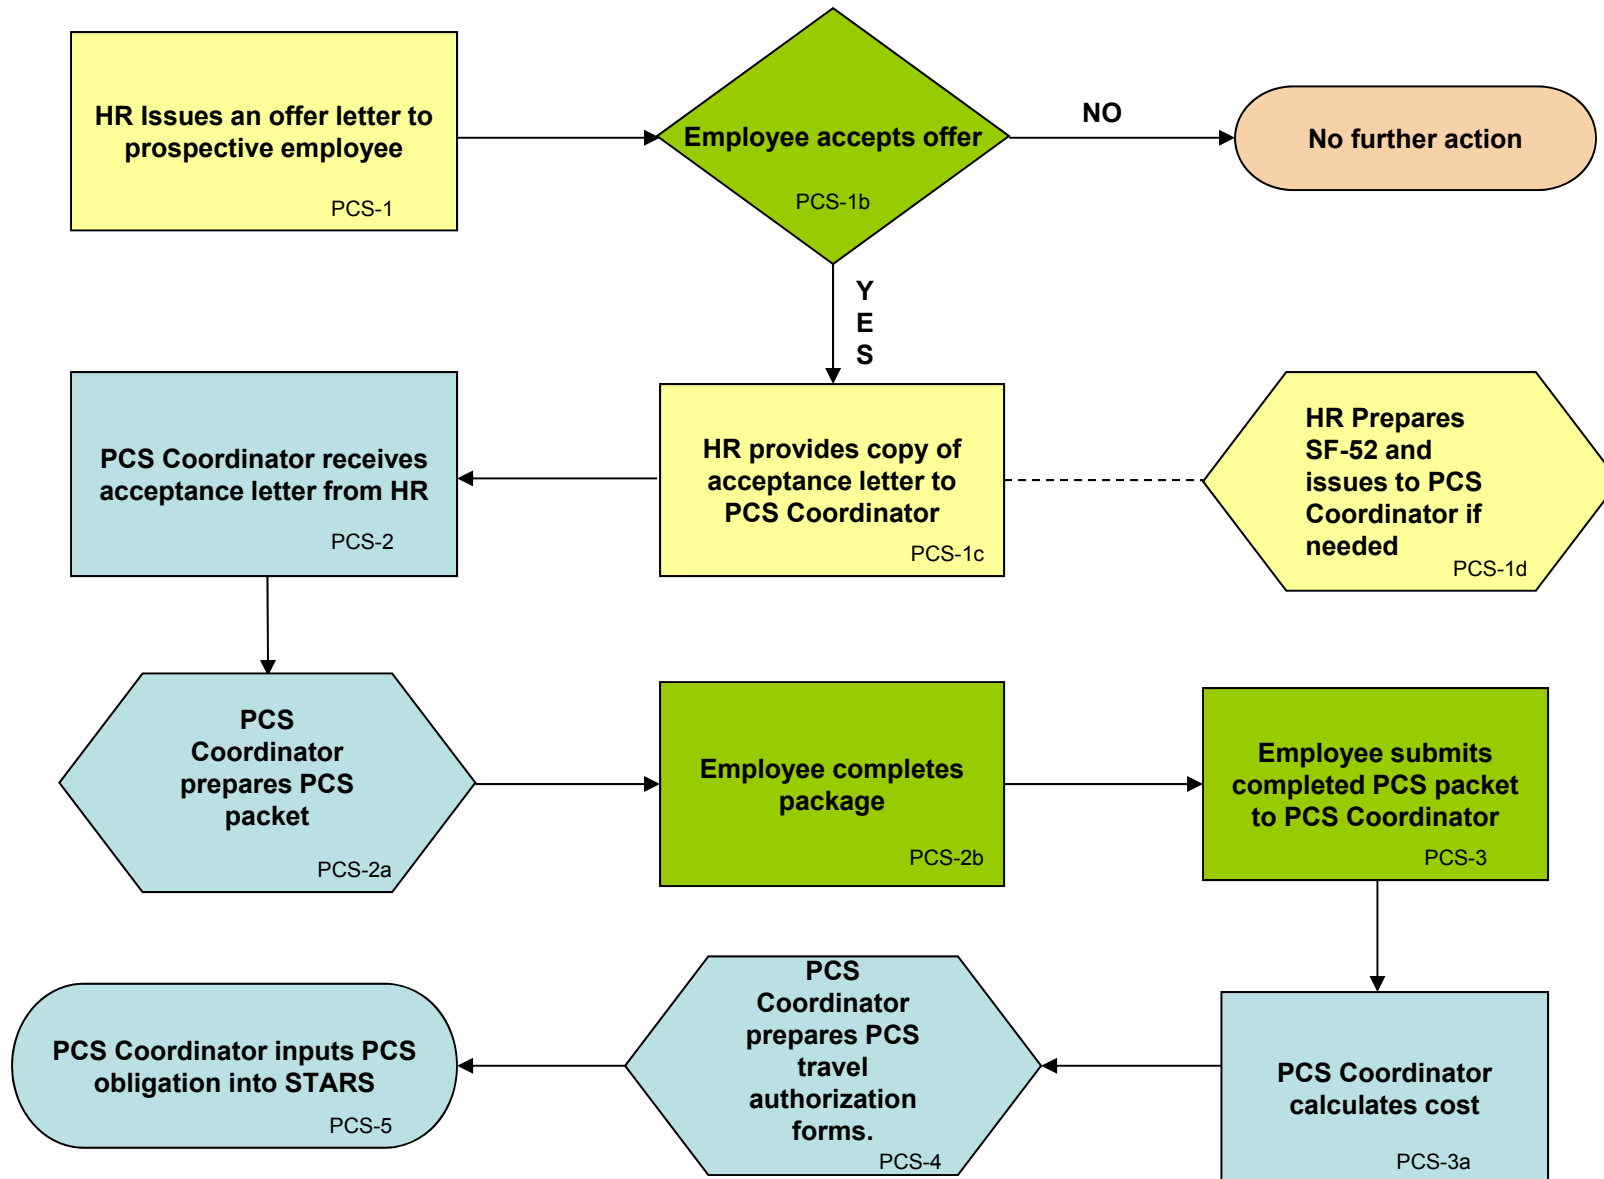 HR Issues an offer letter to
prospective employee
PCS-1
Employee accepts offer
PCS-1b
NO
No further action
Y
E
S
PCS Coordinator receives
acceptance letter from HR
PCS-2
HR provides copy of
acceptance letter to
PCS Coordinator
PCS-1c
HR Prepares
SF-52 and
issues to PCS
Coordinator if
needed
PCS-1d
PCS
Coordinator
prepares PCS
packet
PCS-2a
Employee completes
package
PCS-2b
Employee submits
completed PCS packet
to PCS Coordinator
PCS-3
PCS Coordinator inputs PCS
obligation into STARS
PCS-5
PCS
Coordinator
prepares PCS
travel
authorization
forms.
PCS-4
PCS Coordinator
calculates cost
PCS-3a